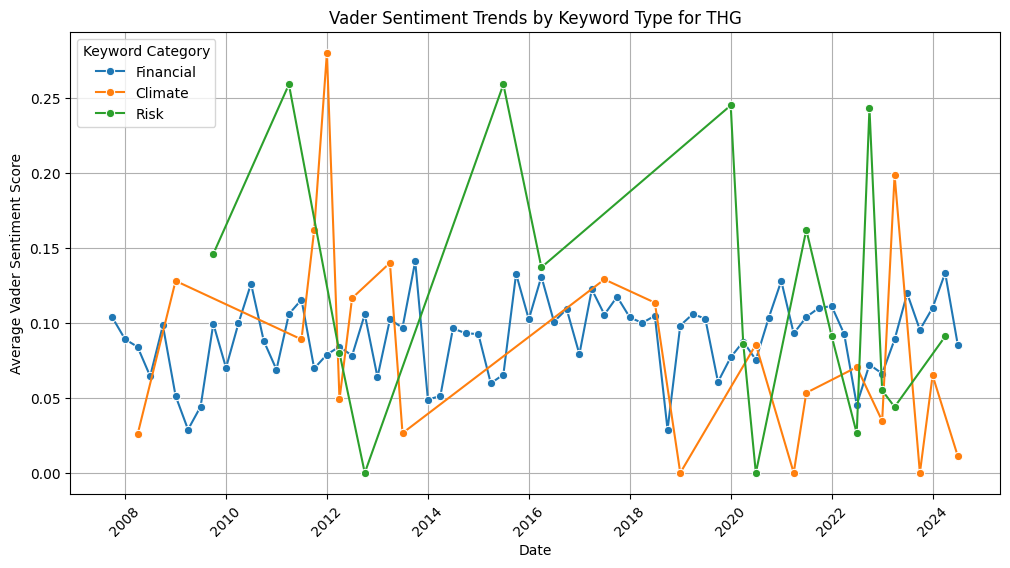 Vader Sentiment Trends by Keyword Type for THG
Keyword Category
Financial
Climate
Risk
Average Vader Sentiment Score
0.25
0.20
0.15
0.10
0.05
0.00
2008
2010
2012
2014
2016
2018
2020
2022
2024
Date